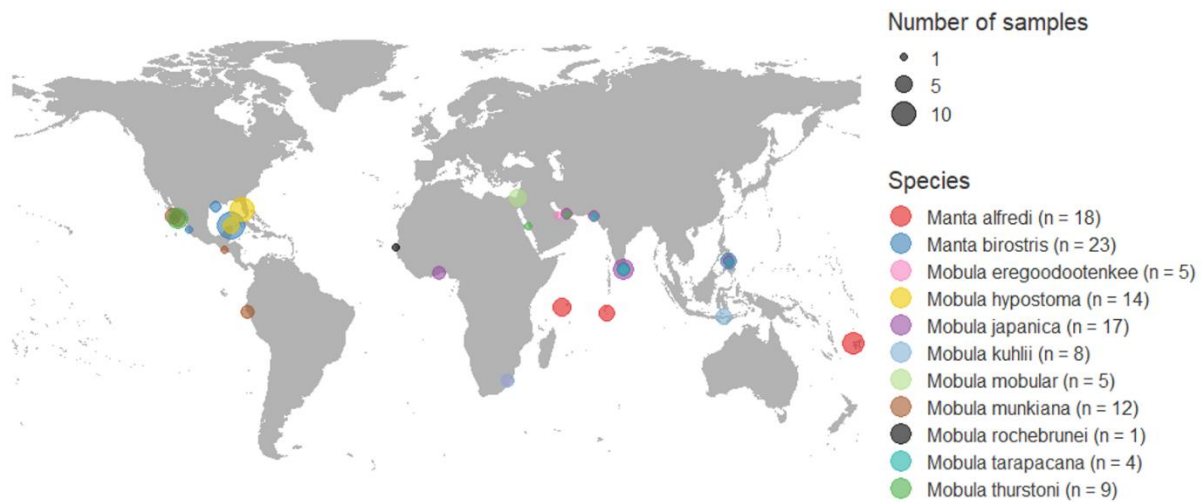 Number of samples
1
5
10
Species
Manta alfredi (n = 18)
Manta birostris (n = 23)
Mobula eregoodootenkee (n = 5)
Mobula hypostoma (n = 14)
Mobula japanica (n = 17)
Mobula kuhlii (n = 8)
Mobula mobular (n = 5)
Mobula munkiana (n = 12)
Mobula rochebrunei (n = 1)
Mobula tarapacana (n = 4)
Mobula thurstoni (n = 9)